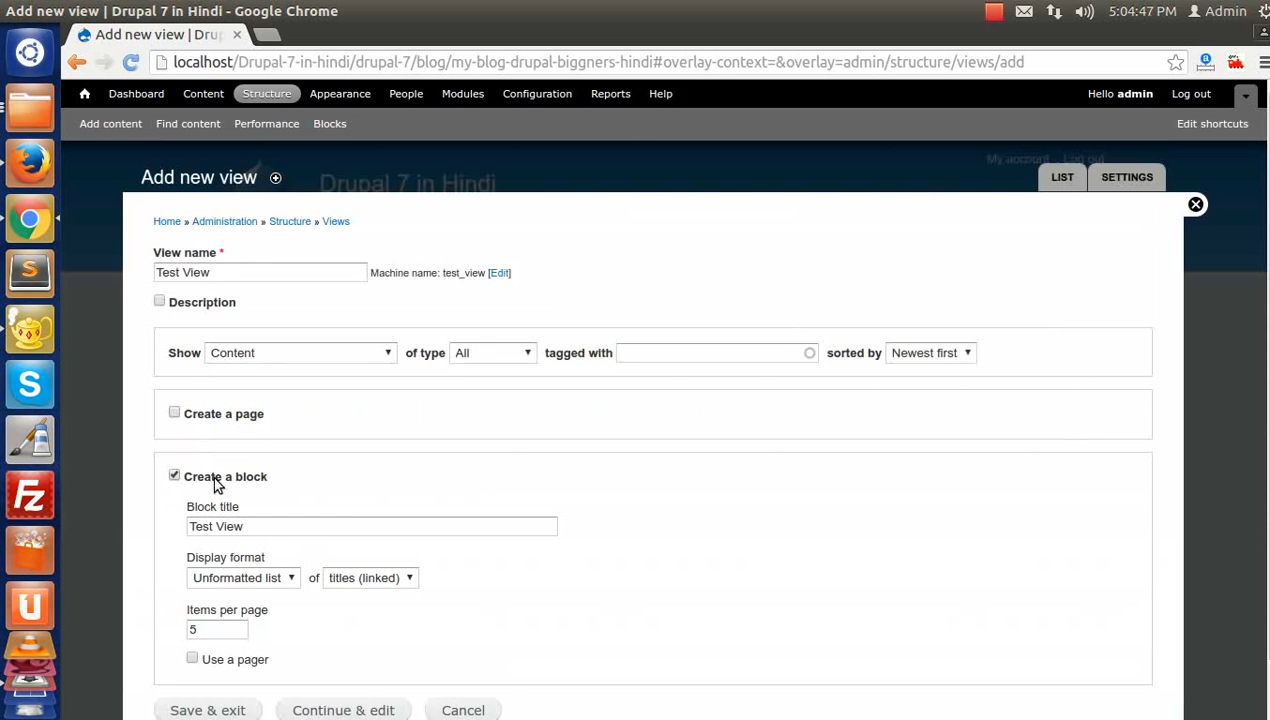 Add new view | Drupal 7 in Hindi - Google Chrome
5:04:47 PM
Admin
Add new view | Dru
localhost/Drupal-7-in-hindi/drupal-7/blog/my-blog-drupal-biggners-hindi#overlay-context=&overlay=admin/structure/views/add
Dashboard Content Structure Appearance People Modules Configuration Reports Help Hello admin Log out
Add content Find content Performance Blocks Edit shortcuts
My account Log out
Add new view Drupal 7 in Hindi LIST SETTINGS
Home » Administration » Structure » Views
View name *
Test View Machine name: test_view [Edit]
Description
Show Content of type All tagged with sorted by Newest first
Create a page
Create a block
Block title
Test View
Display format
Unformatted list of titles (linked)
Items per page
5
Use a pager
Save & exit Continue & edit Cancel